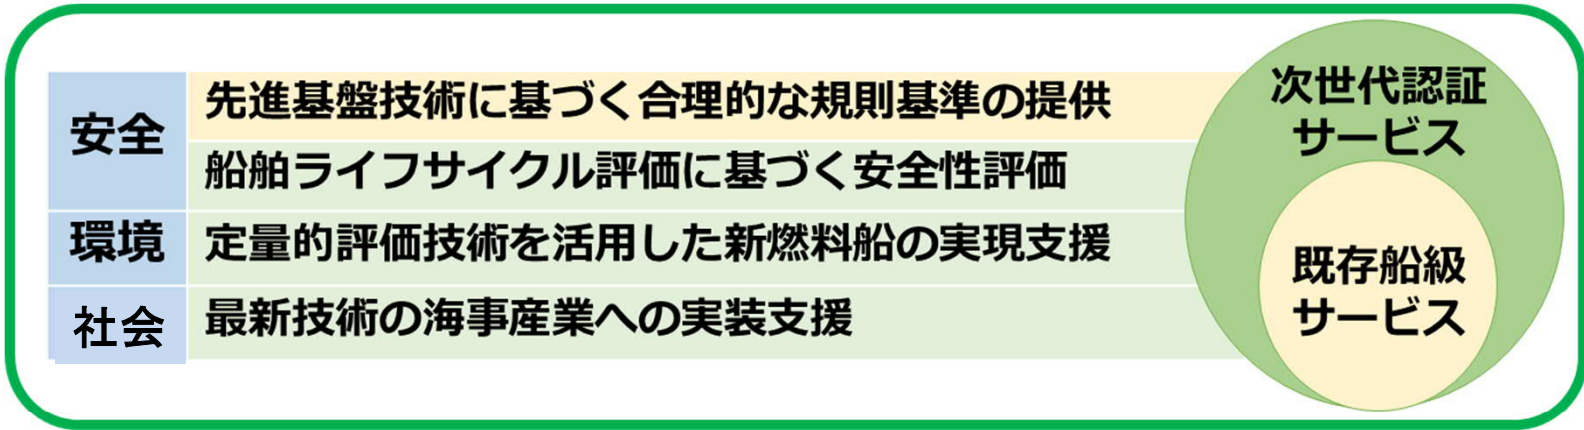 安全
先進基盤技術に基づく合理的な規則基準の提供
船舶ライフサイクル評価に基づく安全性評価
環境
定量的評価技術を活用した新燃料船の実現支援
社会
最新技術の海事産業への実装支援
次世代認証
サービス
既存船級
サービス